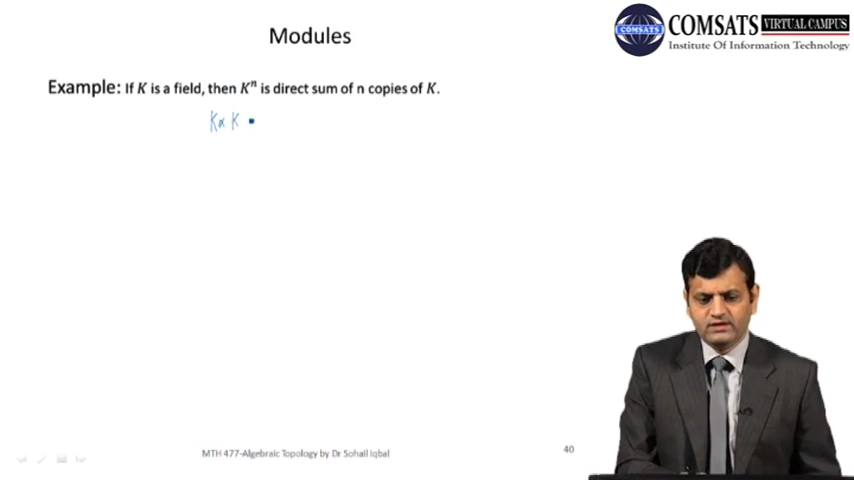 Modules
COMSATS VIRTUAL CAMPUS
Institute Of Information Technology
COMSATS
Example: If K is a field, then Kⁿ is direct sum of n copies of K.
K × K
MTH 477-Algebraic Topology by Dr Sohail Iqbal
40